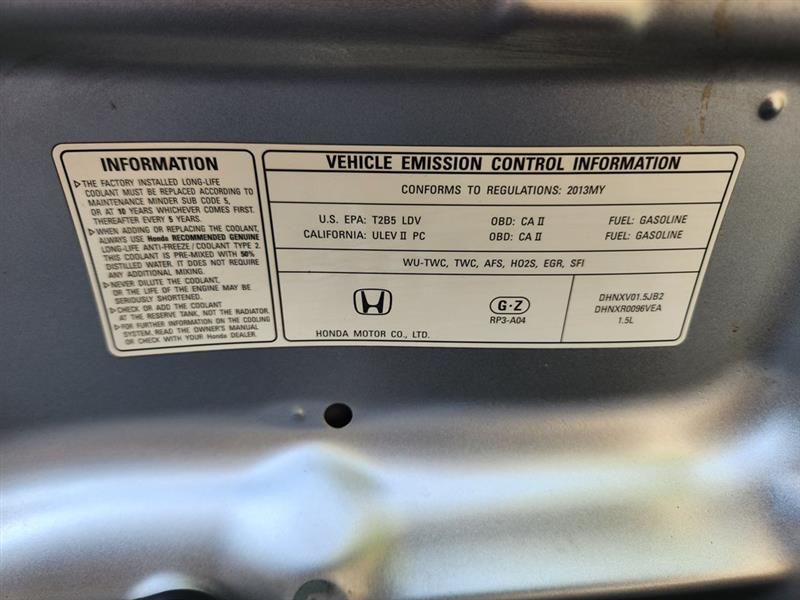 INFORMATION
▷THE FACTORY INSTALLED LONG-LIFE
COOLANT MUST BE REPLACED ACCORDING TO
MAINTENANCE MINDER SUB CODE 5,
OR AT 10 YEARS WHICHEVER COMES FIRST.
THEREAFTER EVERY 5 YEARS.
▷WHEN ADDING OR REPLACING THE COOLANT,
ALWAYS USE Honda RECOMMENDED GENUINE
LONG-LIFE ANTI-FREEZE / COOLANT TYPE 2.
THIS COOLANT IS PRE-MIXED WITH 50%
DISTILLED WATER. IT DOES NOT REQUIRE
ANY ADDITIONAL MIXING.
▷NEVER DILUTE THE COOLANT,
OR THE LIFE OF THE ENGINE MAY BE
SERIOUSLY SHORTENED.
▷CHECK OR ADD THE COOLANT
AT THE RESERVE TANK, NOT THE RADIATOR.
▷FOR FURTHER INFORMATION ON THE COOLING
SYSTEM, READ THE OWNER'S MANUAL
OR CHECK WITH YOUR Honda DEALER.
VEHICLE EMISSION CONTROL INFORMATION
CONFORMS TO REGULATIONS: 2013MY
U.S. EPA: T2B5 LDV OBD: CA II FUEL: GASOLINE
CALIFORNIA: ULEV II PC OBD: CA II FUEL: GASOLINE
WU-TWC, TWC, AFS, HO2S, EGR, SFI
HONDA MOTOR CO., LTD.
G-Z
RP3-A04
DHNXV01.5JB2
DHNXR0096VEA
1.5L